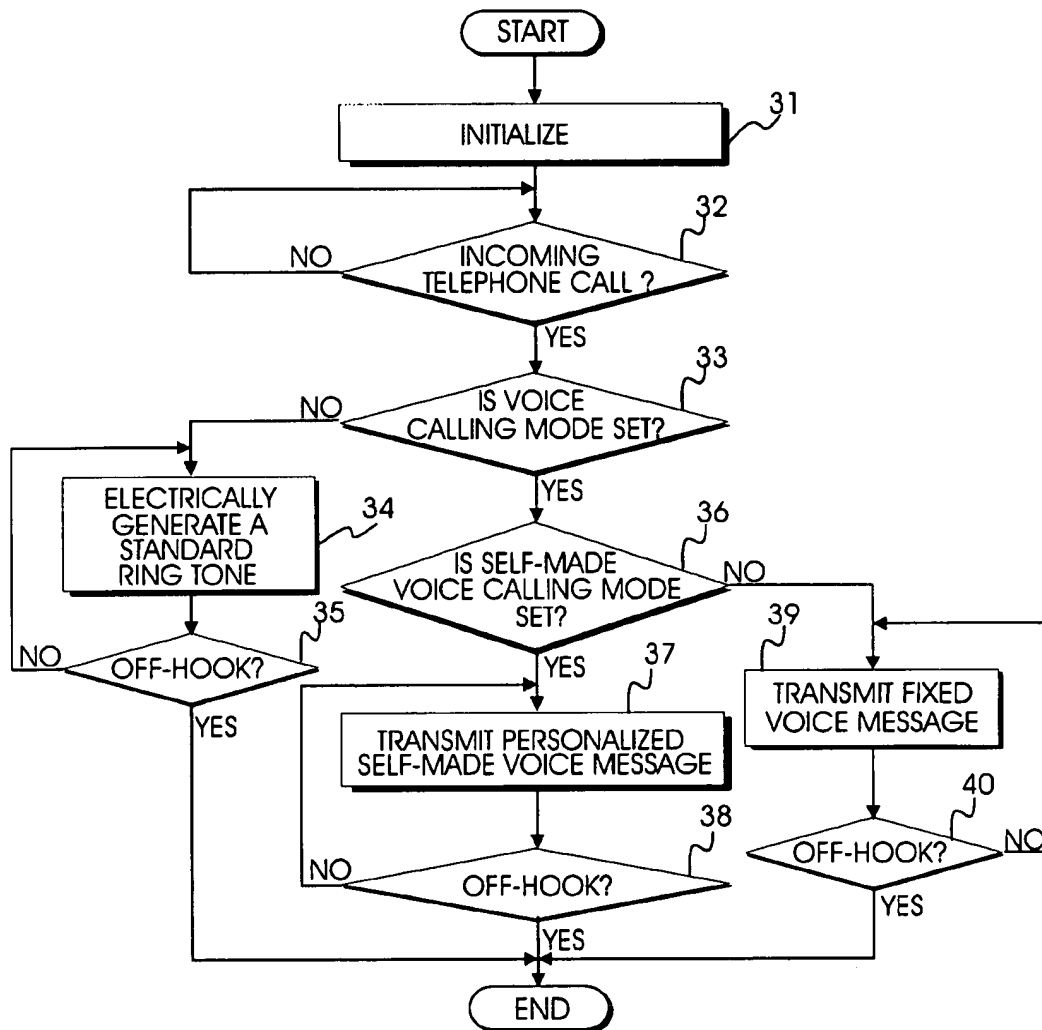 START
INITIALIZE
31
INCOMING
TELEPHONE CALL ?
32
NO
YES
IS VOICE
CALLING MODE SET?
33
NO
YES
ELECTRICALLY
GENERATE A
STANDARD
RING TONE
34
IS SELF-MADE
VOICE CALLING MODE
SET?
36
NO
YES
OFF-HOOK?
35
NO
YES
TRANSMIT PERSONALIZED
SELF-MADE VOICE MESSAGE
37
TRANSMIT FIXED
VOICE MESSAGE
39
OFF-HOOK?
38
NO
YES
OFF-HOOK?
40
NO
YES
END